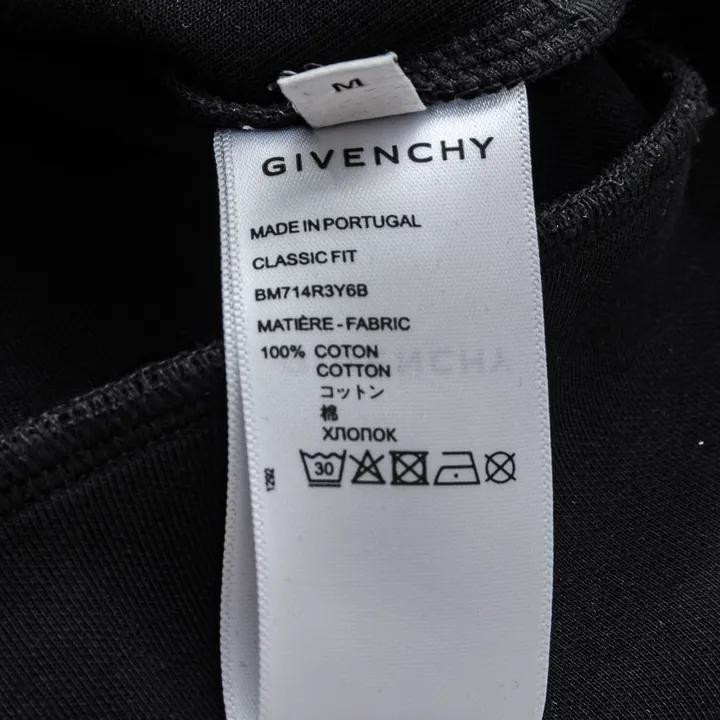 M
GIVENCHY
MADE IN PORTUGAL
CLASSIC FIT
BM714R3Y6B
MATIÈRE - FABRIC
100% COTON
COTTON
コットン
棉
ХЛОПОК
30
1292